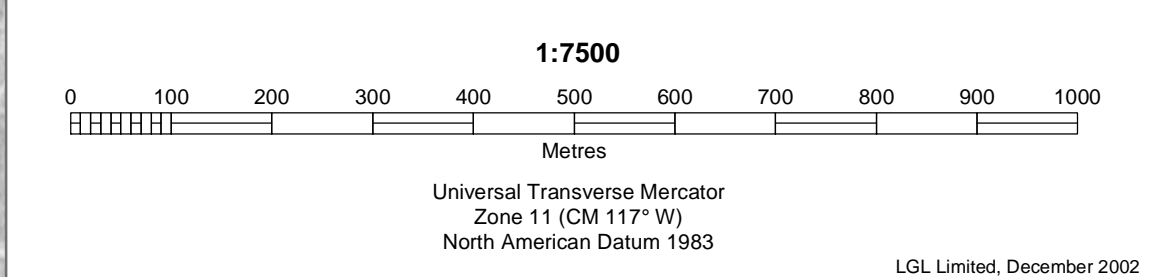 1:7500
0 100 200 300 400 500 600 700 800 900 1000
Metres
Universal Transverse Mercator
Zone 11 (CM 117° W)
North American Datum 1983
LGL Limited, December 2002